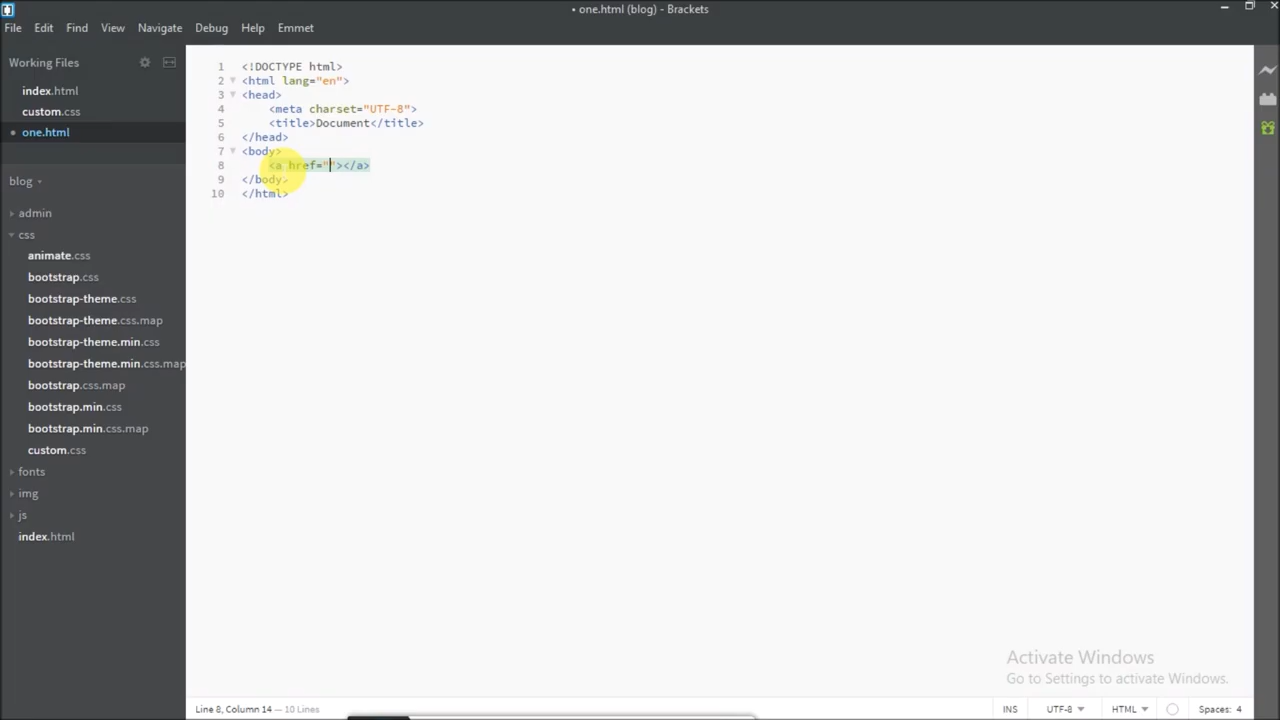 • one.html (blog) - Brackets
File Edit Find View Navigate Debug Help Emmet
Working Files
index.html
custom.css
• one.html
blog
admin
css
animate.css
bootstrap.css
bootstrap-theme.css
bootstrap-theme.css.map
bootstrap-theme.min.css
bootstrap-theme.min.css.map
bootstrap.css.map
bootstrap.min.css
bootstrap.min.css.map
custom.css
fonts
img
js
index.html
1 <!DOCTYPE html>
2 <html lang="en">
3 <head>
4 <meta charset="UTF-8">
5 <title>Document</title>
6 </head>
7 <body>
8 <a href=""></a>
9 </body>
10 </html>
Activate Windows
Go to Settings to activate Windows.
Line 8, Column 14 — 10 Lines
INS UTF-8 HTML Spaces: 4